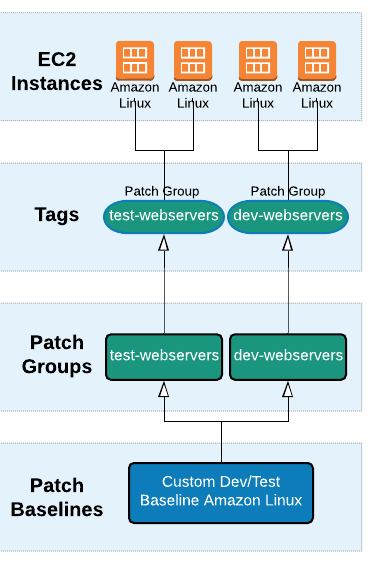 EC2
Instances
Amazon Amazon Amazon Amazon
Linux Linux Linux Linux
Tags
Patch Group Patch Group
test-webservers dev-webservers
Patch
Groups
test-webservers dev-webservers
Patch
Baselines
Custom Dev/Test
Baseline Amazon Linux